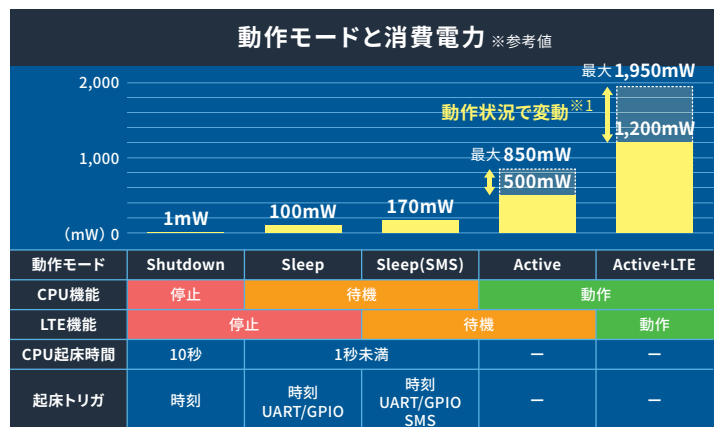 動作モードと消費電力 ※参考値
最大1,950mW
2,000
動作状況で変動※1
1,200mW
最大850mW
1,000
500mW
170mW
100mW
1mW
（mW）0
動作モード Shutdown Sleep Sleep(SMS) Active Active+LTE
CPU機能 停止 待機 動作
LTE機能 停止 待機 動作
CPU起床時間 10秒 1秒未満 ー ー
起床トリガ 時刻 時刻 時刻 ー ー
UART/GPIO UART/GPIO
SMS